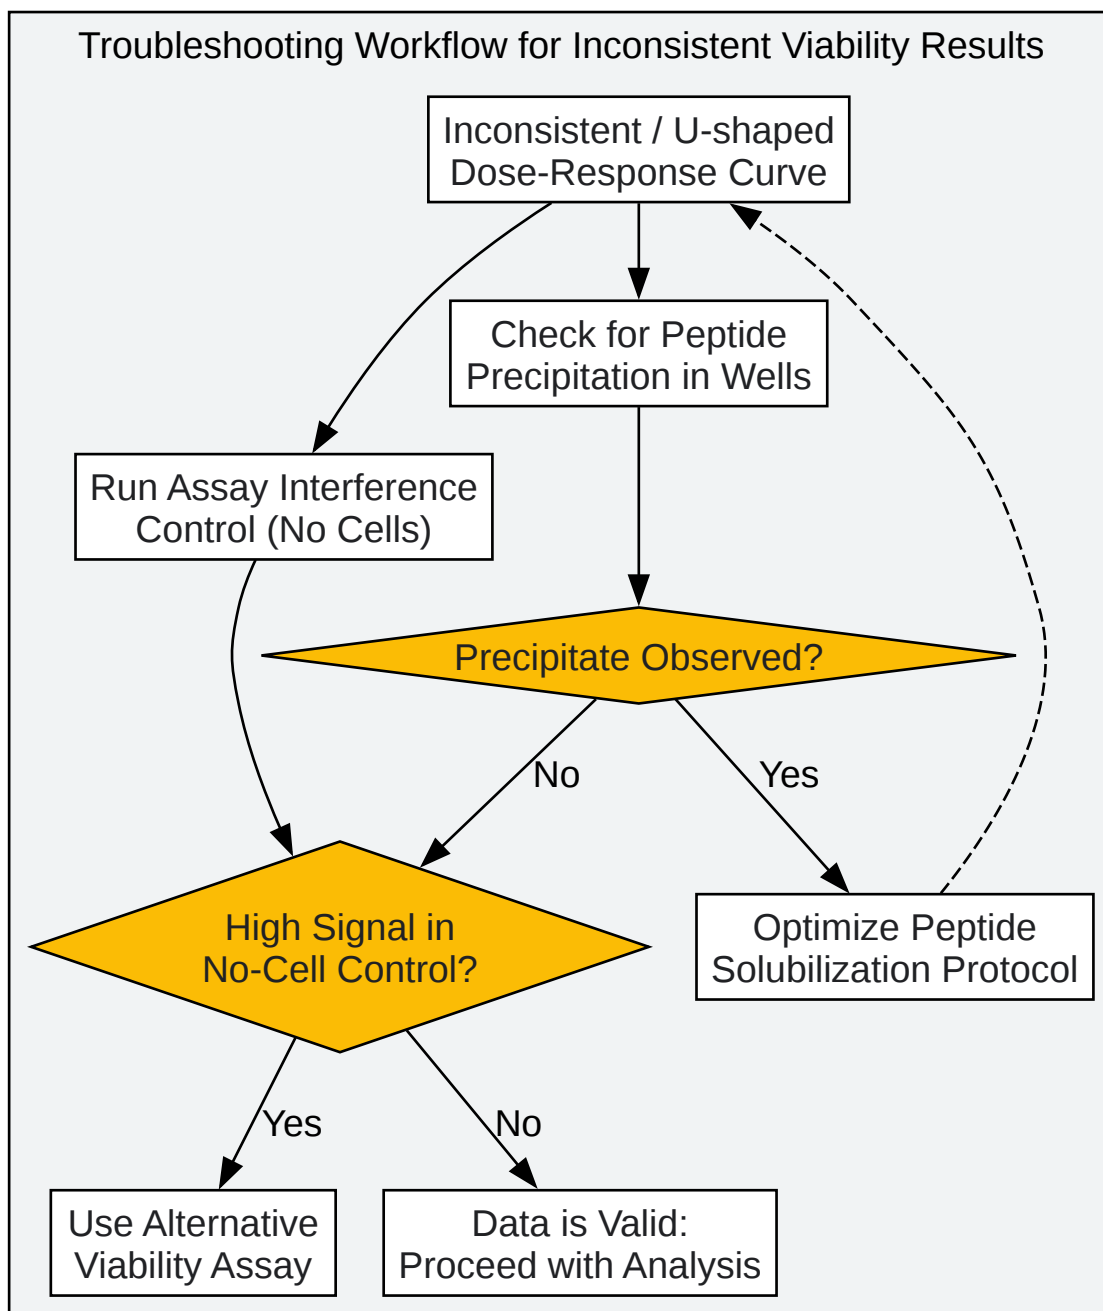 Troubleshooting Workflow for Inconsistent Viability Results
Inconsistent / U-shaped
Dose-Response Curve
Check for Peptide
Precipitation in Wells
Run Assay Interference
Control (No Cells)
Precipitate Observed?
No
Yes
High Signal in
No-Cell Control?
Optimize Peptide
Solubilization Protocol
Yes
No
Use Alternative
Viability Assay
Data is Valid:
Proceed with Analysis